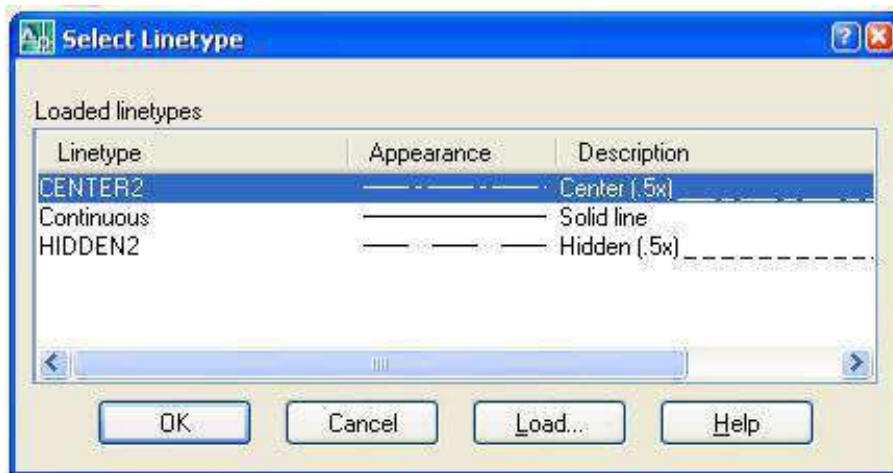 Select Linetype
Loaded linetypes
Linetype Appearance Description
CENTER2 Center (.5x)
Continuous Solid line
HIDDEN2 Hidden (.5x)
OK Cancel Load... Help